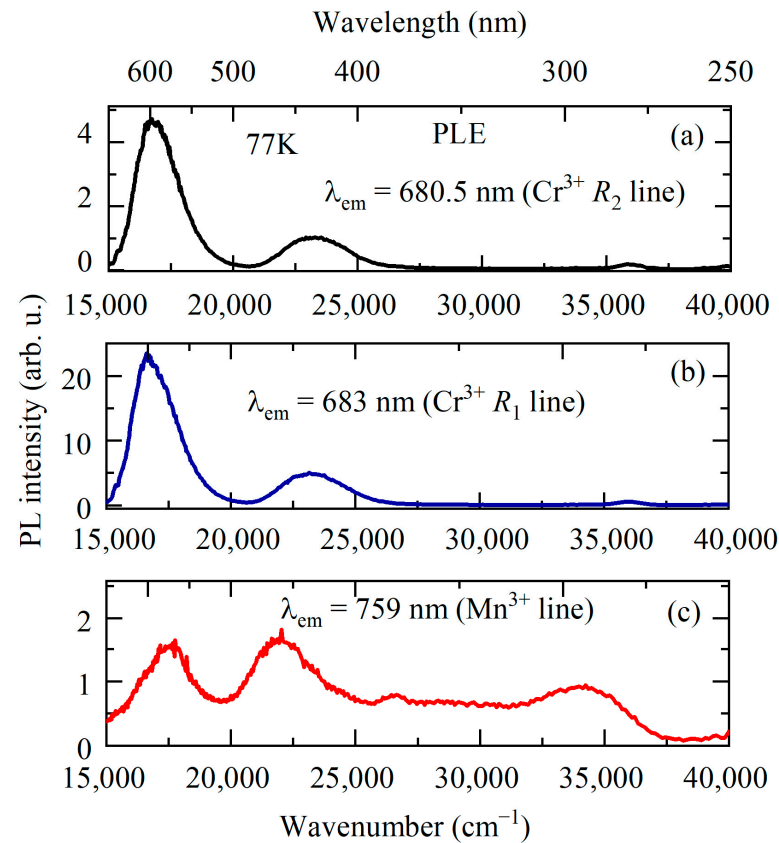 Wavelength (nm)
600 500 400 300 250
4
2
0
77K
PLE
(a)
λem = 680.5 nm (Cr³⁺ R₂ line)
15,000 20,000 25,000 30,000 35,000 40,000
PL intensity (arb. u.)
20
10
0
(b)
λem = 683 nm (Cr³⁺ R₁ line)
15,000 20,000 25,000 30,000 35,000 40,000
2
1
0
λem = 759 nm (Mn³⁺ line)
(c)
15,000 20,000 25,000 30,000 35,000 40,000
Wavenumber (cm⁻¹)